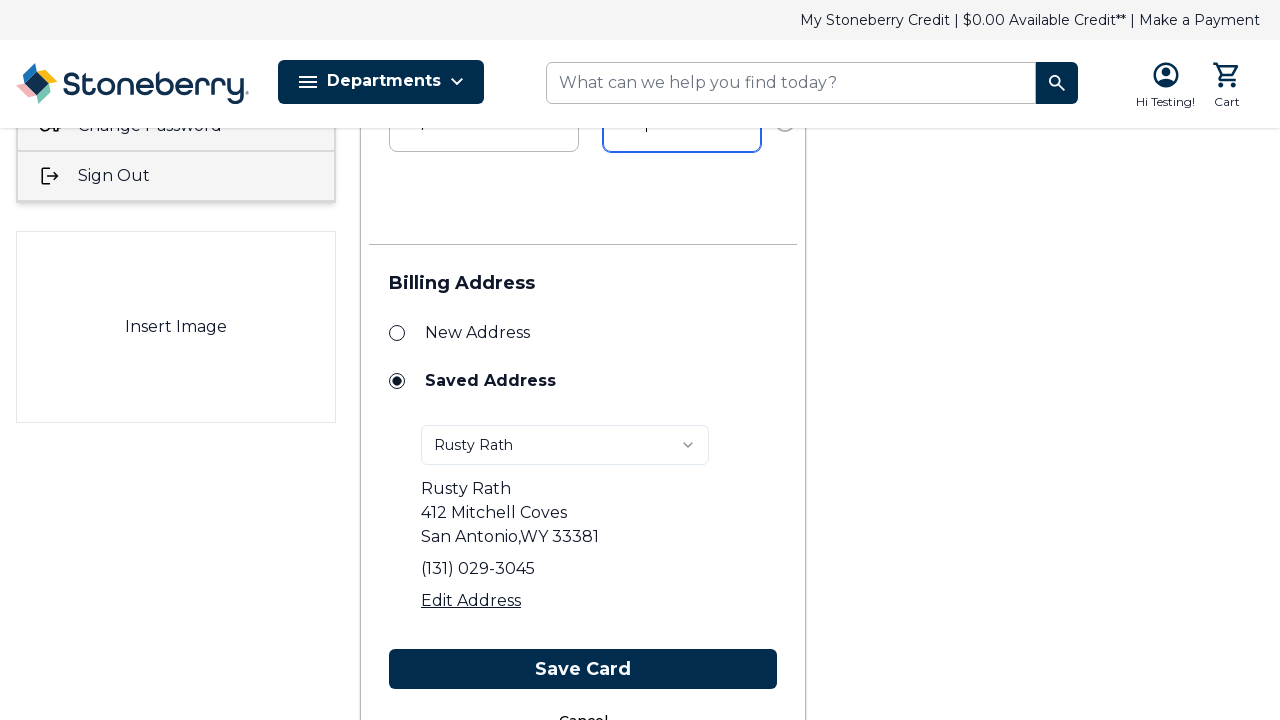 My Stoneberry Credit | $0.00 Available Credit** | Make a Payment
Stoneberry
Departments
What can we help you find today?
Hi Testing!
Cart
Change Password
Sign Out
Insert Image
Billing Address
New Address
Saved Address
Rusty Rath
Rusty Rath
412 Mitchell Coves
San Antonio,WY 33381
(131) 029-3045
Edit Address
Save Card
Cancel